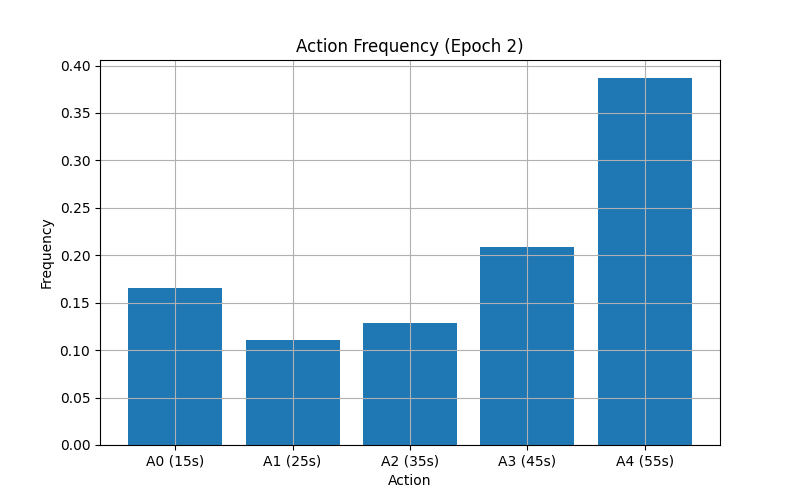 Action Frequency (Epoch 2)
0.40
0.35
0.30
0.25
0.20
0.15
0.10
0.05
0.00
Frequency
A0 (15s) A1 (25s) A2 (35s) A3 (45s) A4 (55s)
Action